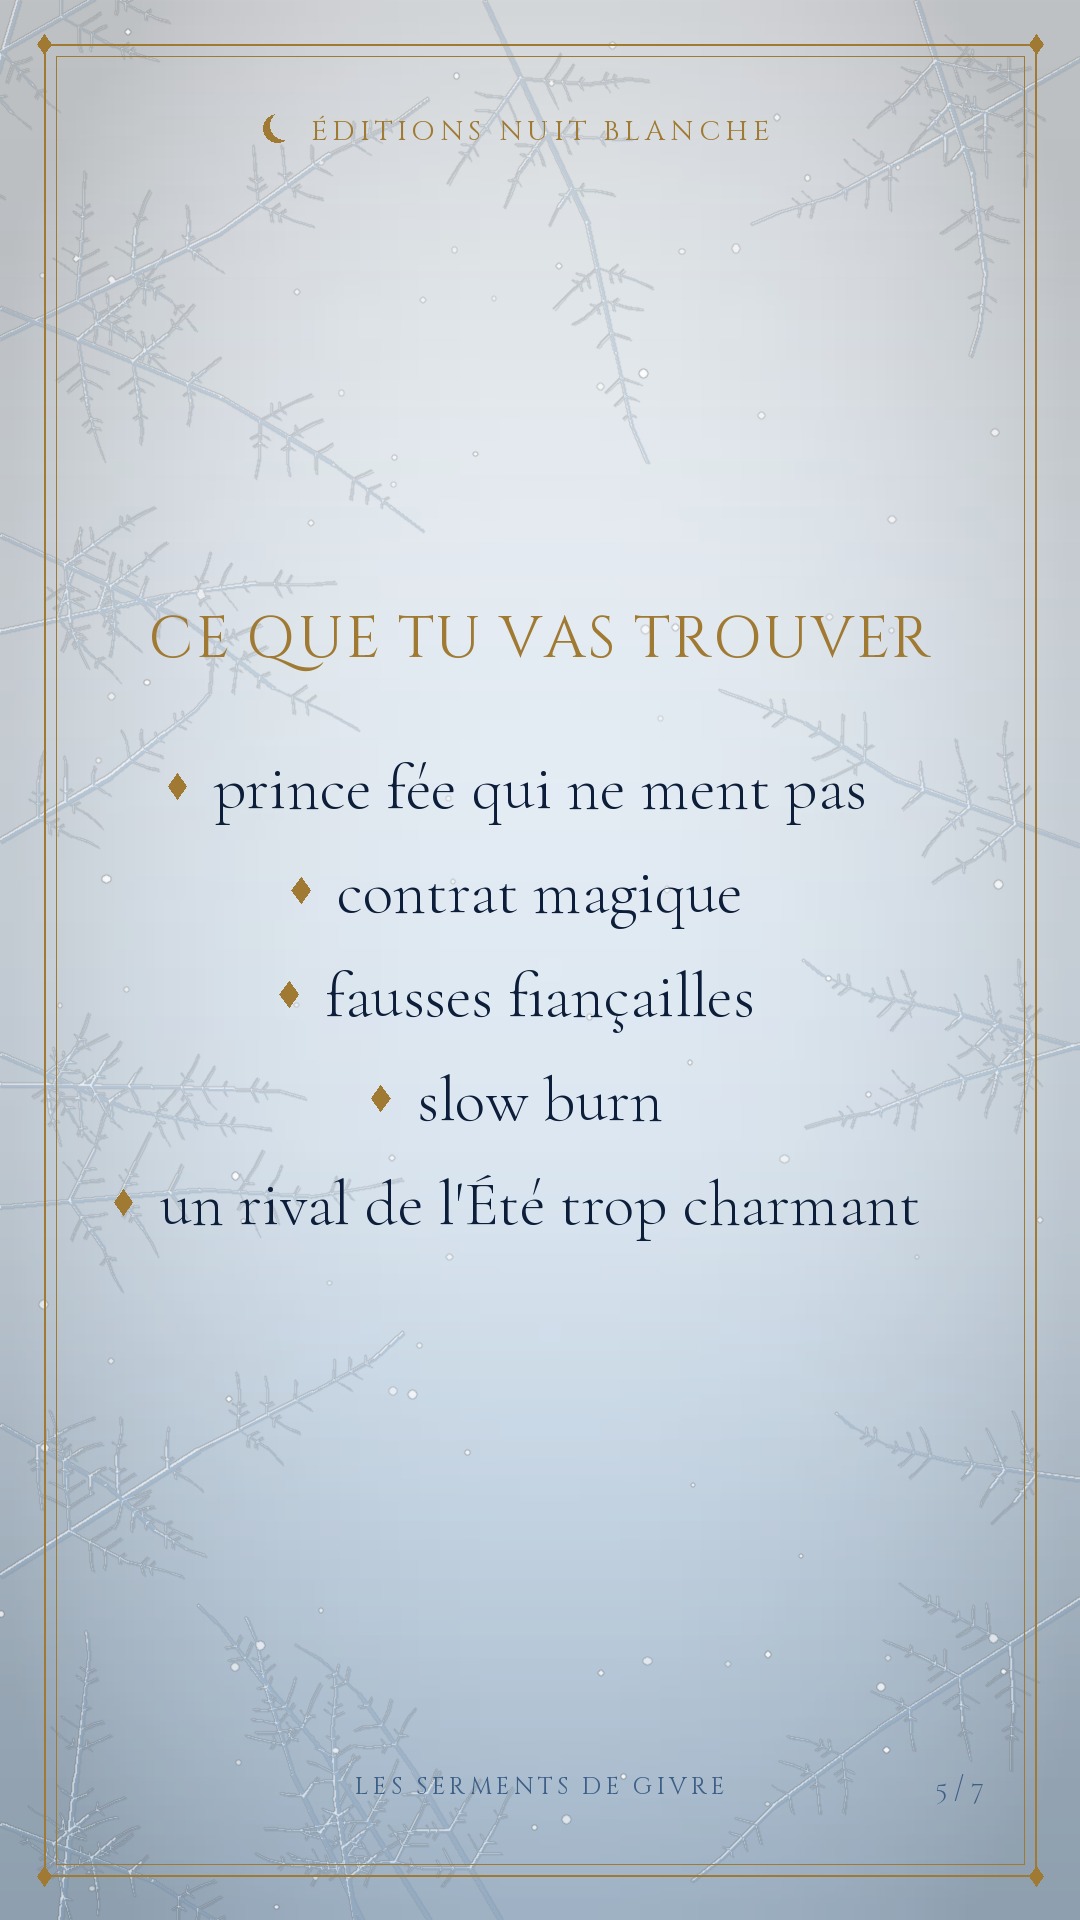 ÉDITIONS NUIT BLANCHE
CE QUE TU VAS TROUVER
prince fée qui ne ment pas
contrat magique
fausses fiançailles
slow burn
un rival de l'Été trop charmant
LES SERMENTS DE GIVRE
5/7